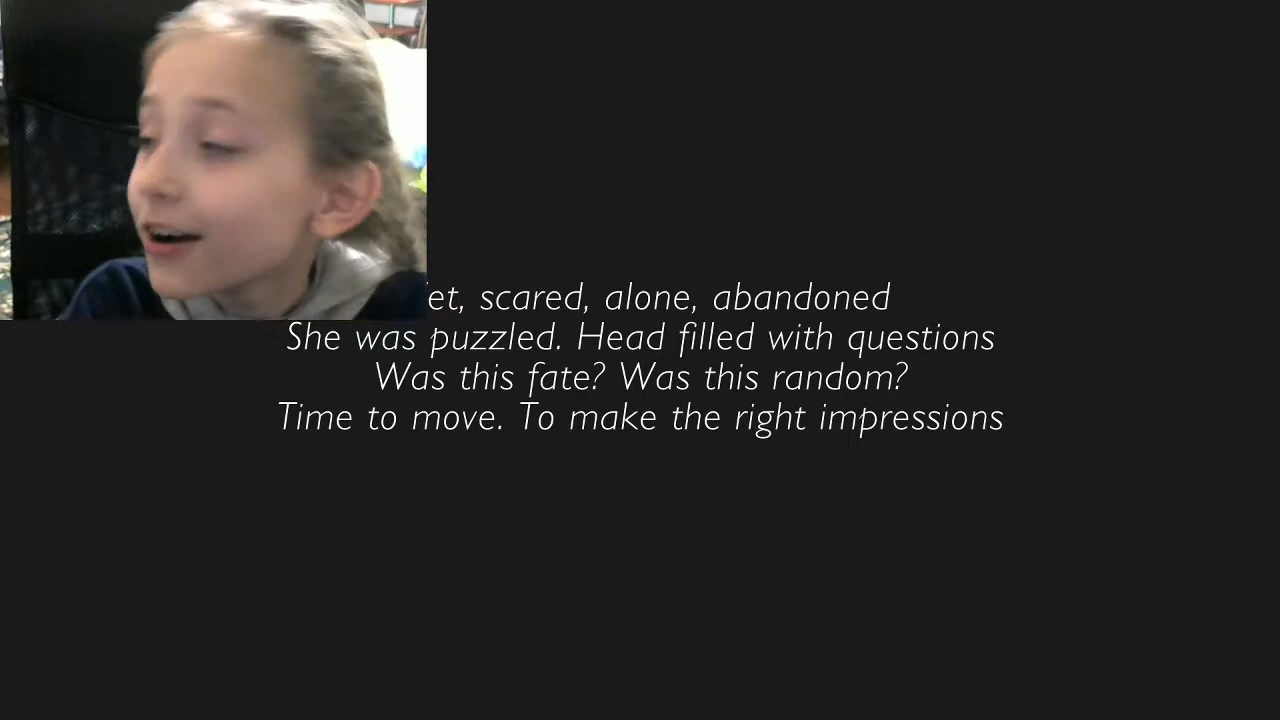 scared, alone, abandoned
She was puzzled. Head filled with questions
Was this fate? Was this random?
Time to move. To make the right impressions